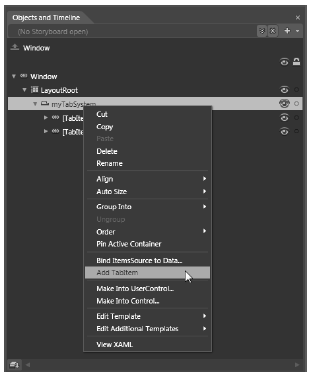 Objects and Timeline
(No Storyboard open)
Window
Window
LayoutRoot
myTabSystem
[TabIte
[TabIte
Cut
Copy
Paste
Delete
Rename
Align
Auto Size
Group Into
Ungroup
Order
Pin Active Container
Bind ItemsSource to Data...
Add TabItem
Make Into UserControl...
Make Into Control...
Edit Template
Edit Additional Templates
View XAML